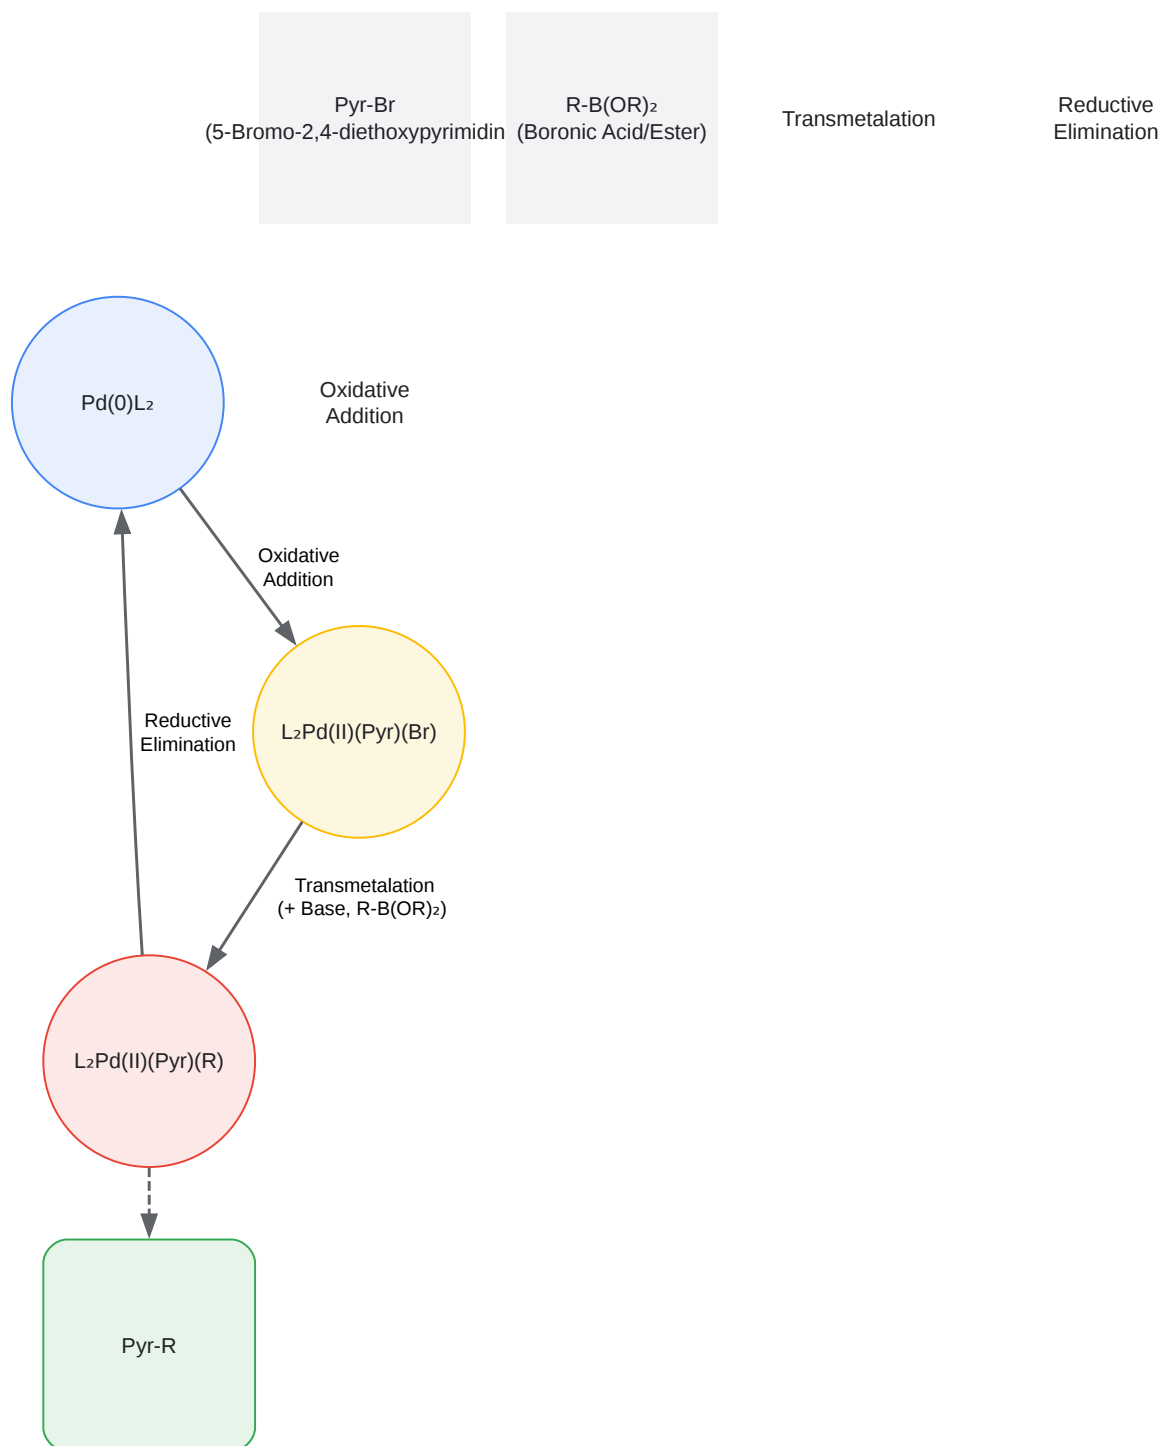 Pyr-Br
(5-Bromo-2,4-diethoxypyrimidin
R-B(OR)₂
(Boronic Acid/Ester)
Transmetalation
Reductive
Elimination
Pd(0)L₂
Oxidative
Addition
Oxidative
Addition
Reductive
Elimination
L₂Pd(II)(Pyr)(Br)
Transmetalation
(+ Base, R-B(OR)₂)
L₂Pd(II)(Pyr)(R)
Pyr-R